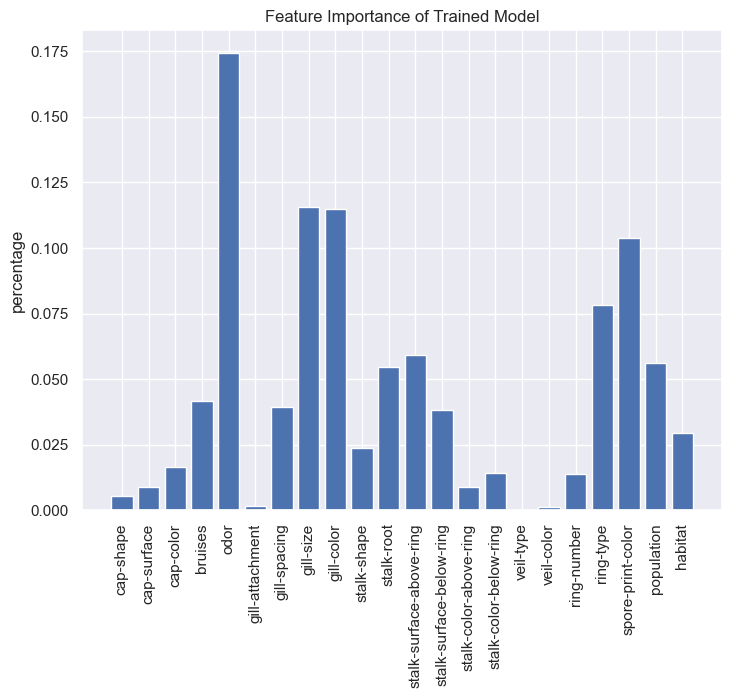 Feature Importance of Trained Model
percentage
0.175
0.150
0.125
0.100
0.075
0.050
0.025
0.000
cap-shape
cap-surface
cap-color
bruises
odor
gill-attachment
gill-spacing
gill-size
gill-color
stalk-shape
stalk-root
stalk-surface-above-ring
stalk-surface-below-ring
stalk-color-above-ring
stalk-color-below-ring
veil-type
veil-color
ring-number
ring-type
spore-print-color
population
habitat